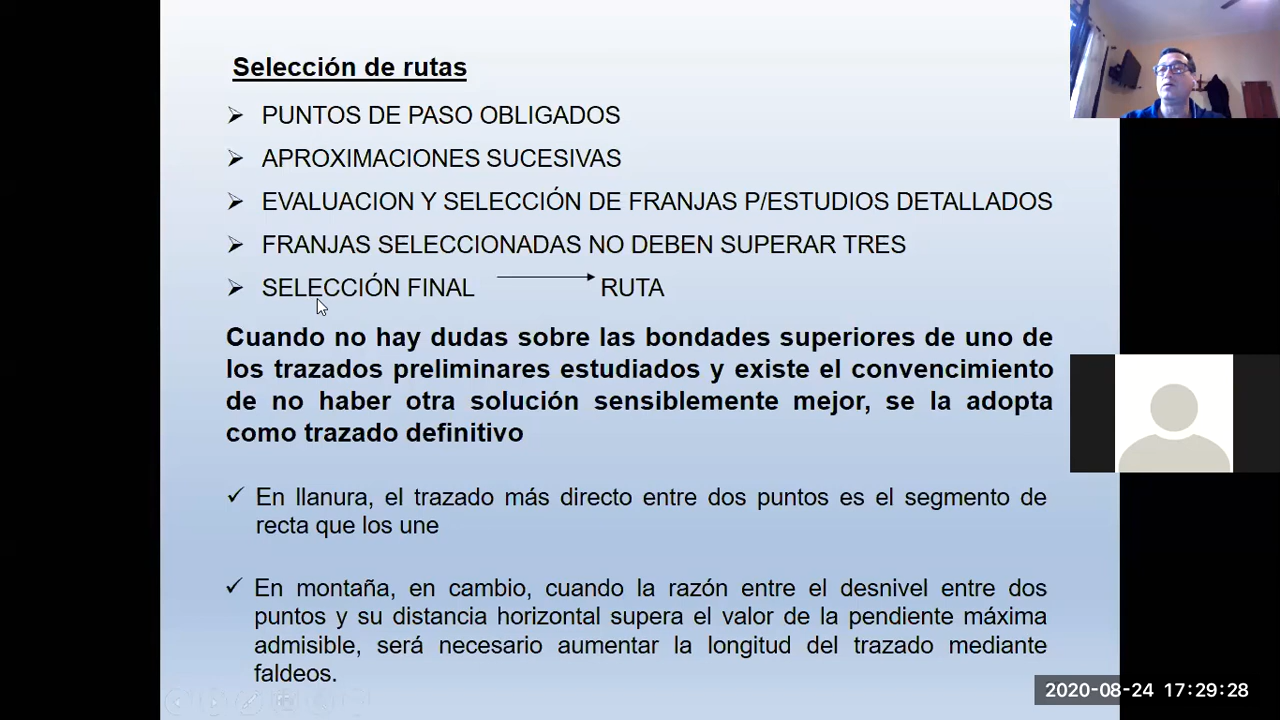 Selección de rutas
PUNTOS DE PASO OBLIGADOS
APROXIMACIONES SUCESIVAS
EVALUACION Y SELECCIÓN DE FRANJAS P/ESTUDIOS DETALLADOS
FRANJAS SELECCIONADAS NO DEBEN SUPERAR TRES
SELECCIÓN FINAL RUTA
Cuando no hay dudas sobre las bondades superiores de uno de
los trazados preliminares estudiados y existe el convencimiento
de no haber otra solución sensiblemente mejor, se la adopta
como trazado definitivo
En llanura, el trazado más directo entre dos puntos es el segmento de
recta que los une
En montaña, en cambio, cuando la razón entre el desnivel entre dos
puntos y su distancia horizontal supera el valor de la pendiente máxima
admisible, será necesario aumentar la longitud del trazado mediante
faldeos.
2020-08-24 17:29:28